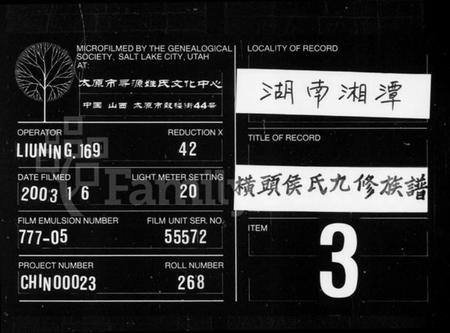 MICROFILMED BY THE GENEALOGICAL
SOCIETY, SALT LAKE CITY, UTAH
AT:
太原市寻源姓氏文化中心
中国 山西 太原市鼓楼街44号
OPERATOR
LIUNING,169
REDUCTION X
42
DATE FILMED
2003 1 6
LIGHT METER SETTING
20
FILM EMULSION NUMBER
777-05
FILM UNIT SER. NO.
55572
PROJECT NUMBER
CHIN00023
ROLL NUMBER
268
LOCALITY OF RECORD
湖南湘潭
TITLE OF RECORD
横頭侯氏九修族譜
ITEM
3
Family